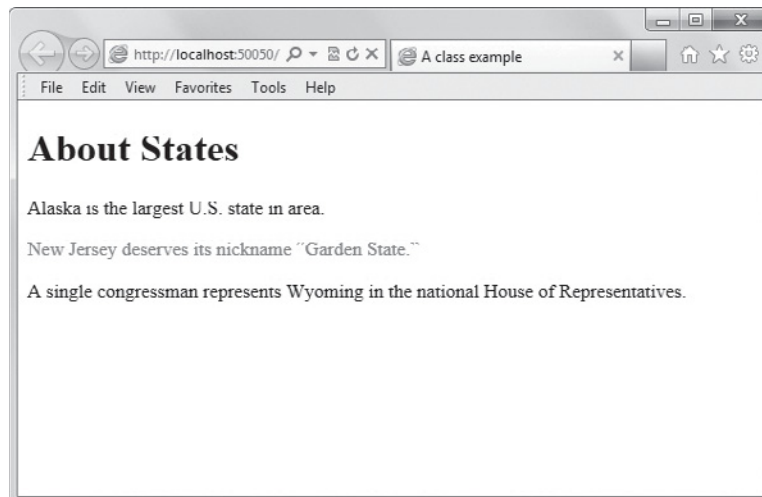 http://localhost:50050/
A class example
File Edit View Favorites Tools Help
About States
Alaska is the largest U.S. state in area.
New Jersey deserves its nickname ´´Garden State.``
A single congressman represents Wyoming in the national House of Representatives.